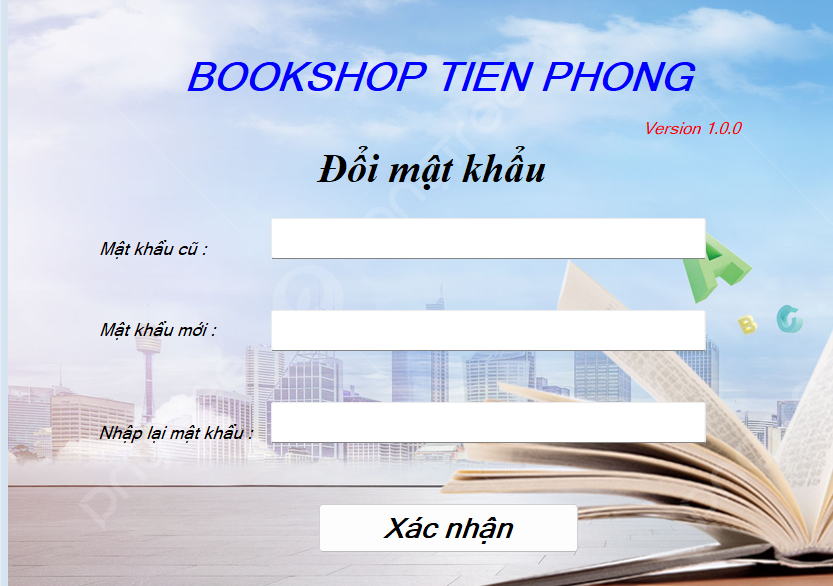 BOOKSHOP TIEN PHONG
Version 1.0.0
Đổi mật khẩu
A
Mật khẩu cũ :
B C
Mật khẩu mới :
Nhập lại mật khẩu :
Xác nhận